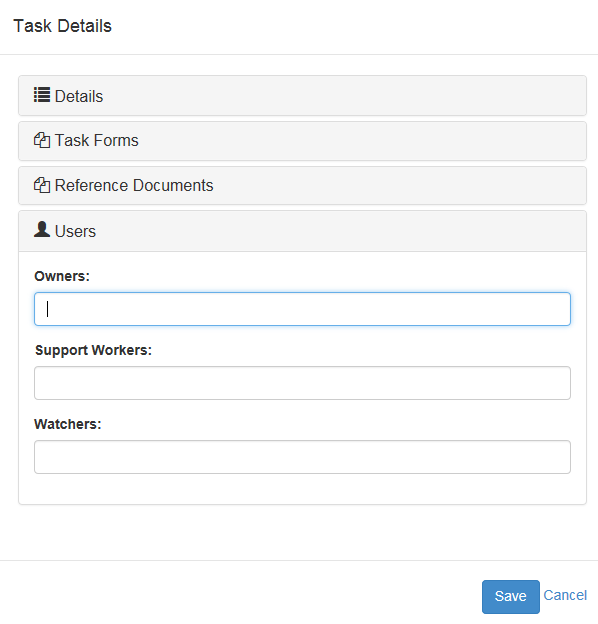 Task Details
Details
Task Forms
Reference Documents
Users
Owners:
Support Workers:
Watchers:
Save Cancel